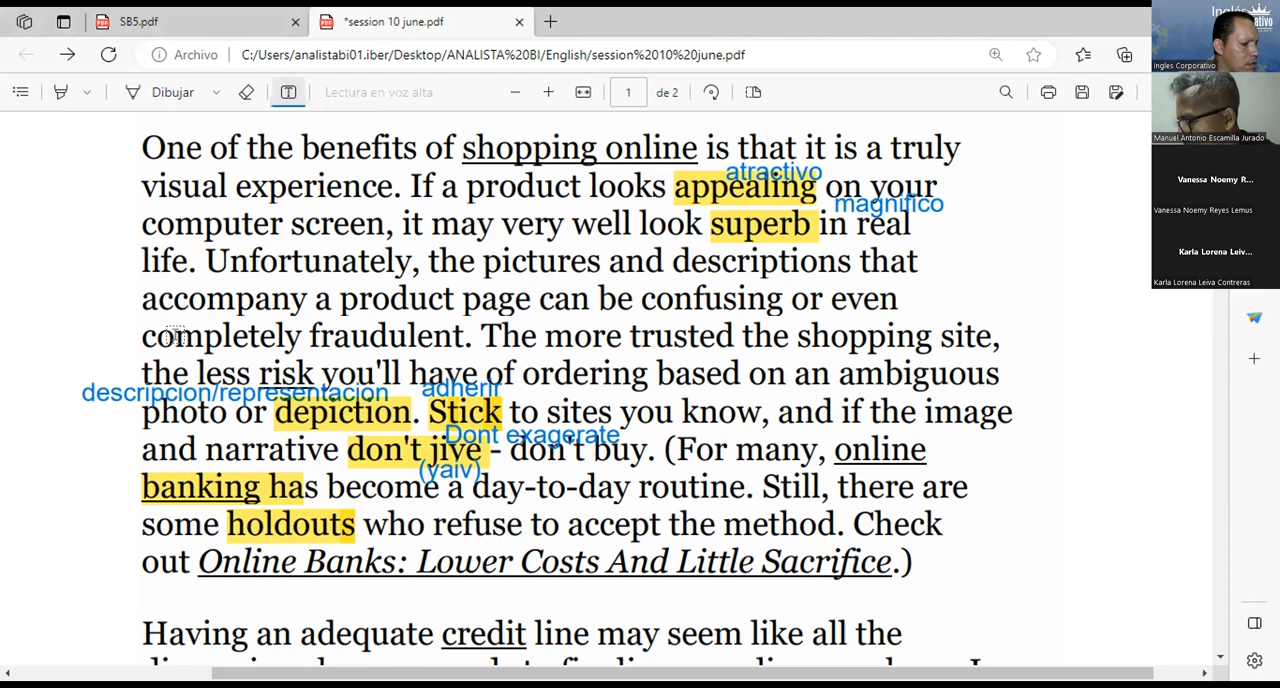 SB5.pdf
*session 10 june.pdf
Archivo
C:/Users/analistabi01.iber/Desktop/ANALISTA%20BI/English/session%2010%20june.pdf
Dibujar
Lectura en voz alta
1
de 2
One of the benefits of shopping online is that it is a truly
atractivo
visual experience. If a product looks appealing on your
magnifico
computer screen, it may very well look superb in real
life. Unfortunately, the pictures and descriptions that
accompany a product page can be confusing or even
completely fraudulent. The more trusted the shopping site,
the less risk you'll have of ordering based on an ambiguous
descripcion/representacion
adherir
photo or depiction. Stick to sites you know, and if the image
Dont exagerate
and narrative don't jive - don't buy. (For many, online
(yaiv)
banking has become a day-to-day routine. Still, there are
some holdouts who refuse to accept the method. Check
out Online Banks: Lower Costs And Little Sacrifice.)
Having an adequate credit line may seem like all the
Ingles Corporativo
Manuel Antonio Escamilla Jurado
Vanessa Noemy R...
Vanessa Noemy Reyes Lemus
Karla Lorena Leiv...
Karla Lorena Leiva Contreras